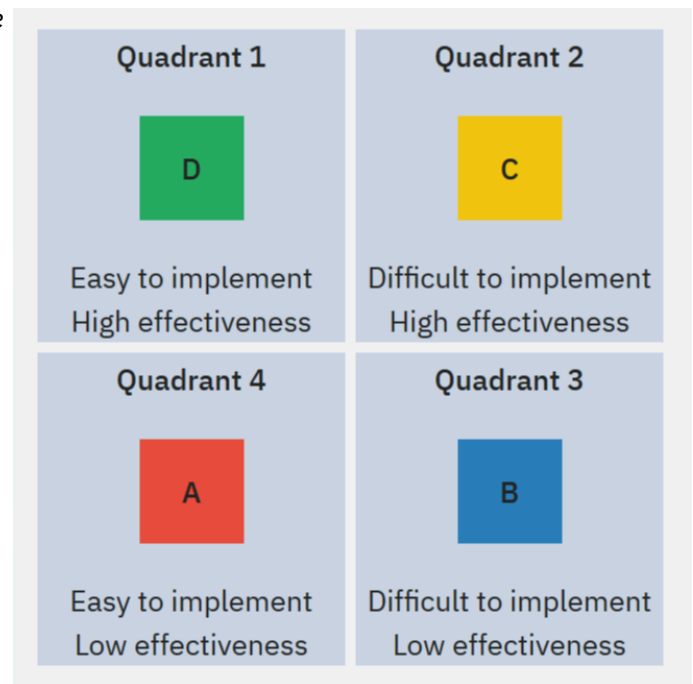 Quadrant 1
D
Easy to implement
High effectiveness
Quadrant 2
C
Difficult to implement
High effectiveness
Quadrant 4
A
Easy to implement
Low effectiveness
Quadrant 3
B
Difficult to implement
Low effectiveness